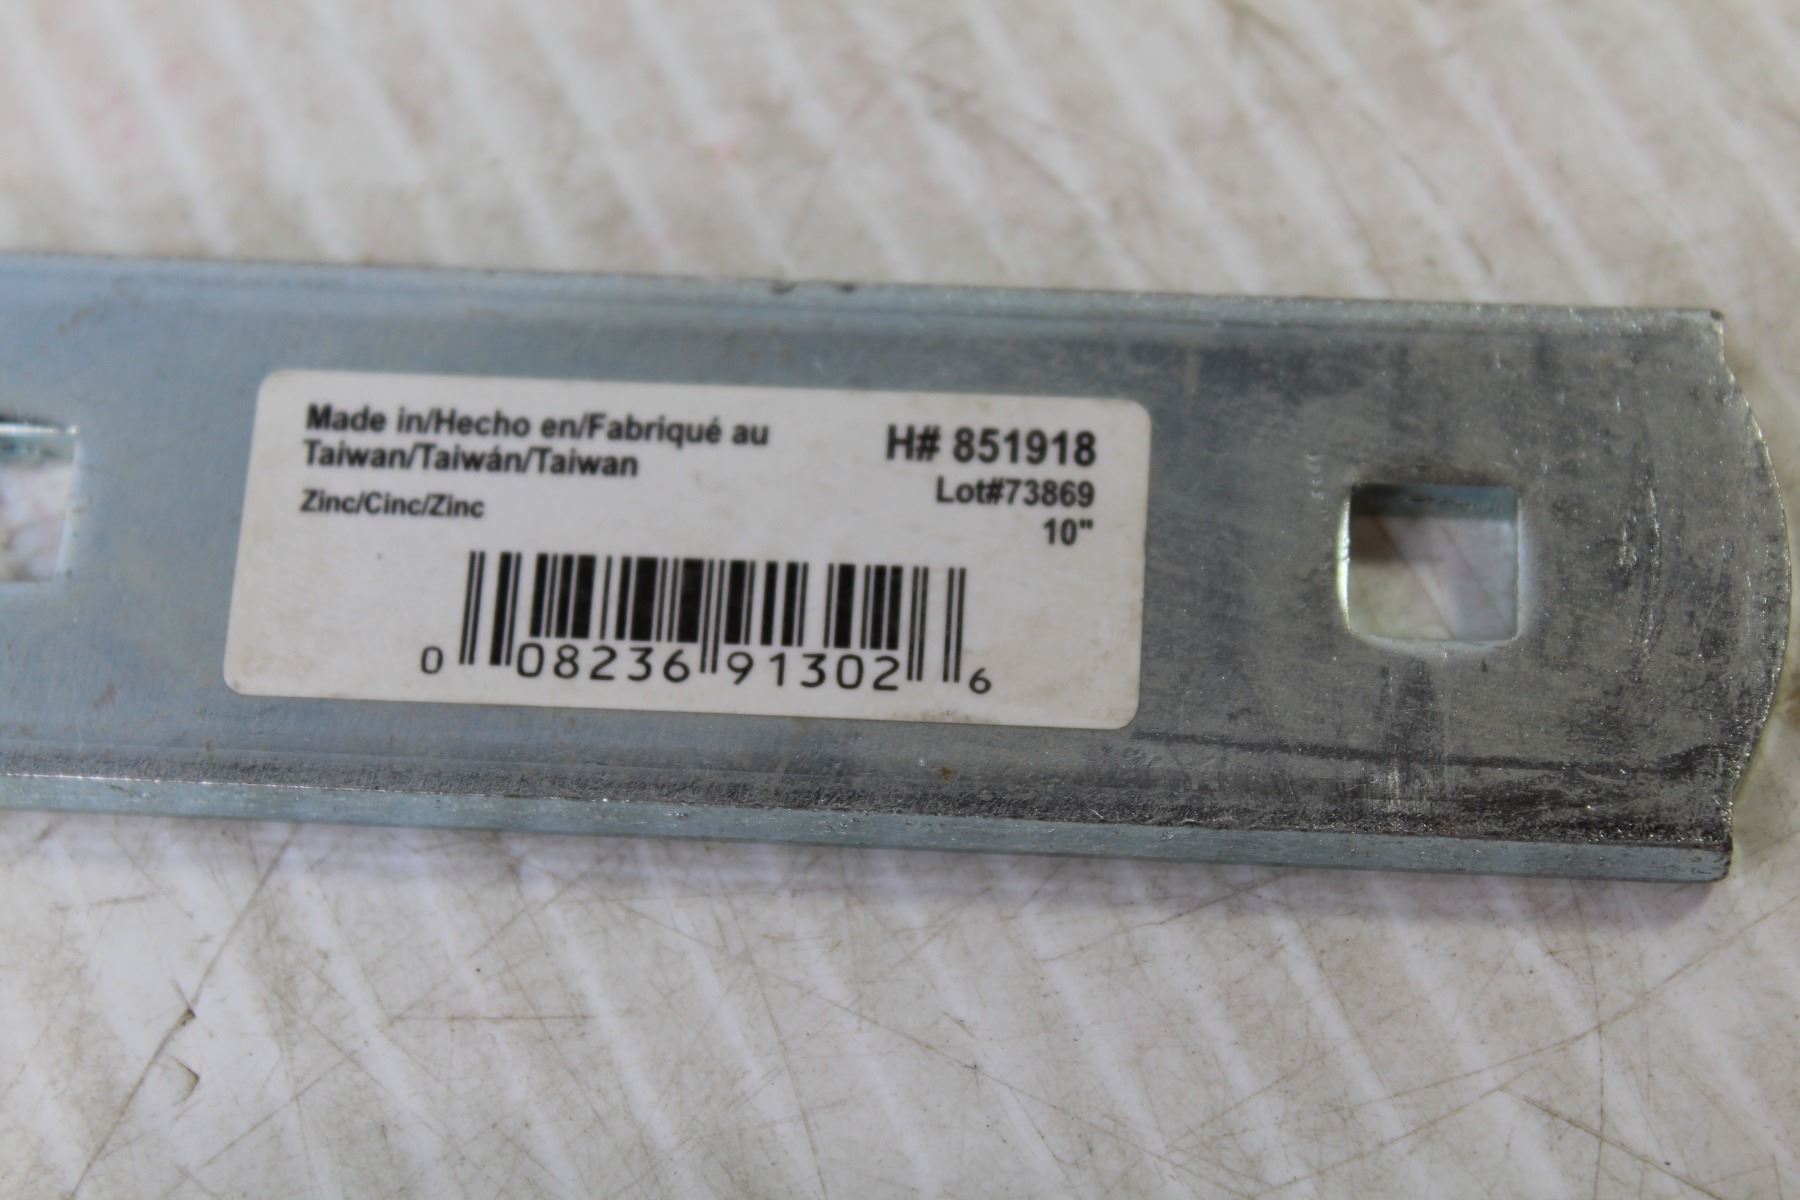 Made in/Hecho en/Fabriqué au
Taiwan/Taiwán/Taiwan
Zinc/Cinc/Zinc
H# 851918
Lot#73869
10"
0 08236 91302 6